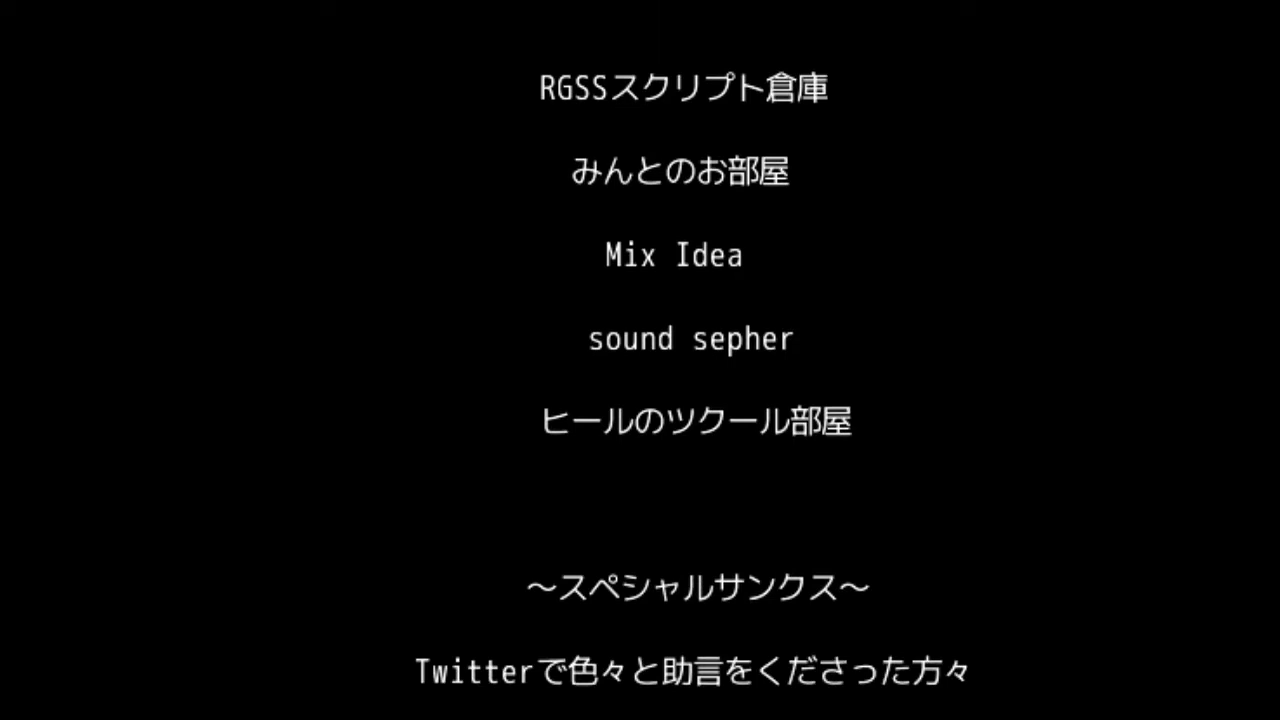 RGSSスクリプト倉庫
みんとのお部屋
Mix Idea
sound sepher
ヒールのツクール部屋
～スペシャルサンクス～
Twitterで色々と助言をくださった方々